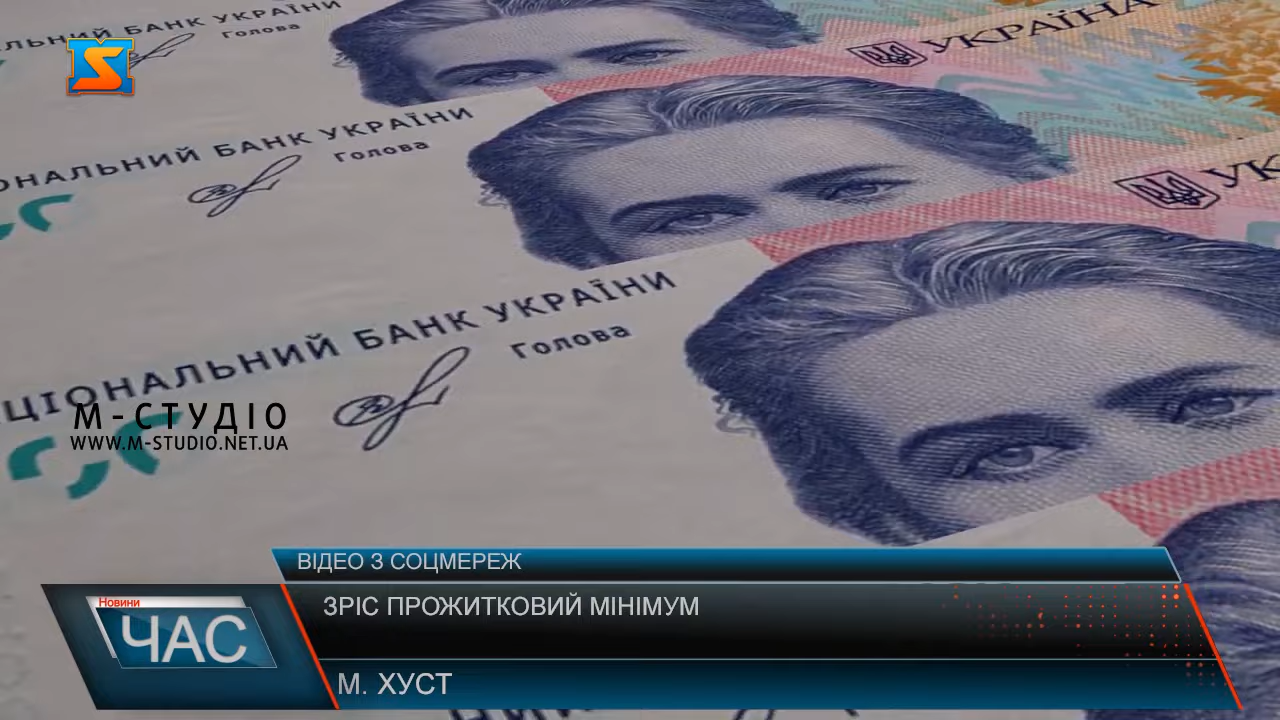 НАЛЬНИЙ БАНК УКРАЇНИ
Голова
УКРАЇНА
ОНАЛЬНИЙ БАНК УКРАЇНИ
Голова
УК
ЦІОНАЛЬНИЙ БАНК УКРАЇНИ
Голова
М-СТУДІО
WWW.M-STUDIO.NET.UA
ВІДЕО З СОЦМЕРЕЖ
Новини
ЧАС
ЗРІС ПРОЖИТКОВИЙ МІНІМУМ
М. ХУСТ